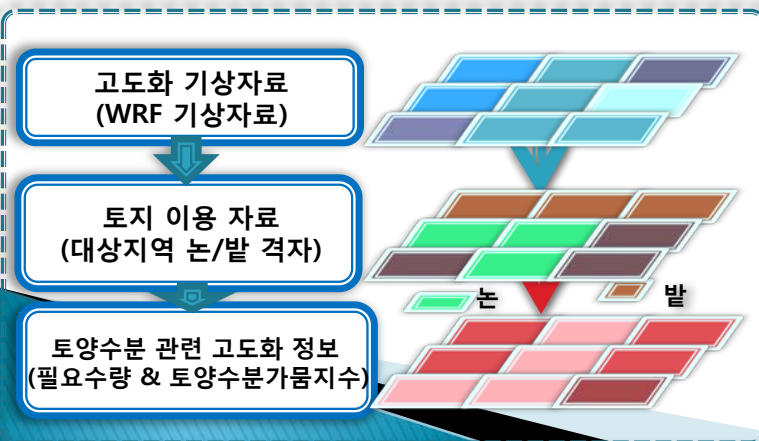 고도화 기상자료
(WRF 기상자료)
토지 이용 자료
(대상지역 논/밭 격자)
논
밭
토양수분 관련 고도화 정보
(필요수량 & 토양수분가뭄지수)